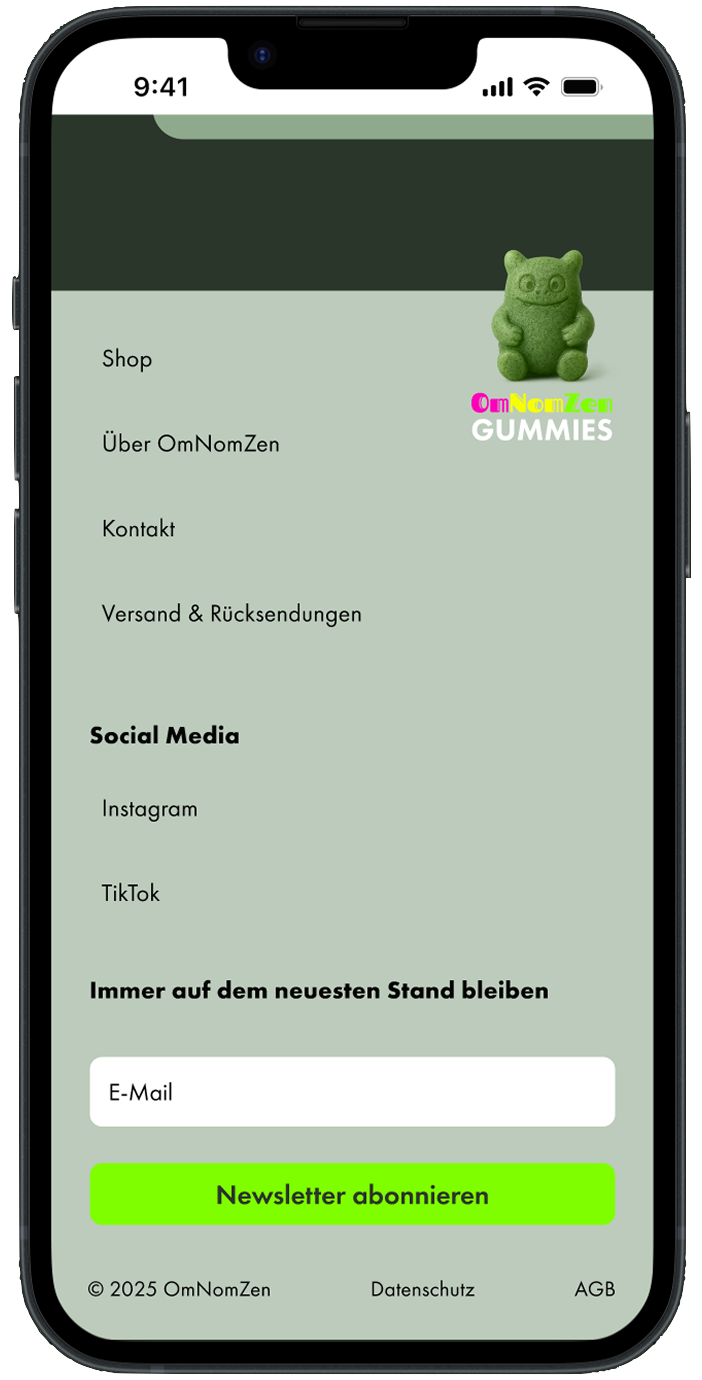 9:41
OmNomZen
GUMMIES
Shop
Über OmNomZen
Kontakt
Versand & Rücksendungen
Social Media
Instagram
TikTok
Immer auf dem neuesten Stand bleiben
E-Mail
Newsletter abonnieren
© 2025 OmNomZen Datenschutz AGB